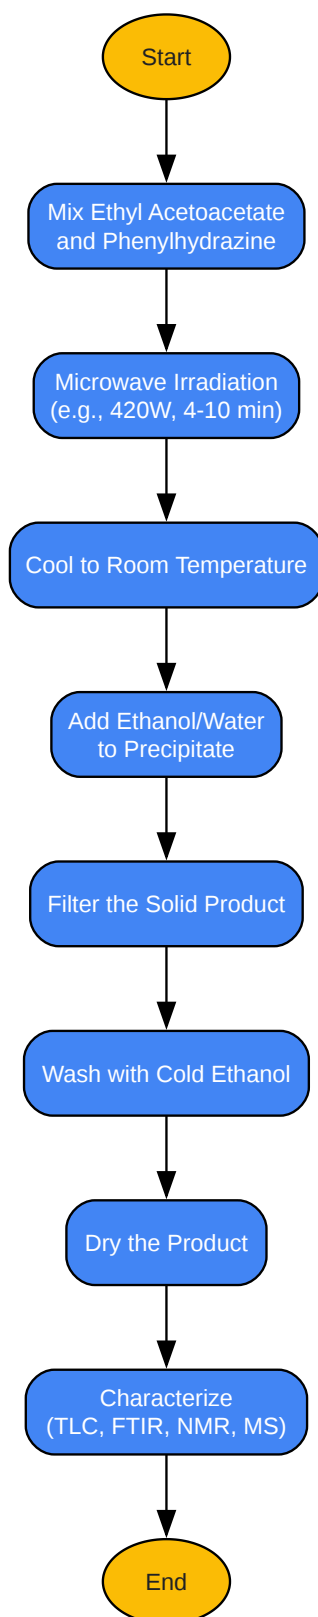 Start
Mix Ethyl Acetoacetate
and Phenylhydrazine
Microwave Irradiation
(e.g., 420W, 4-10 min)
Cool to Room Temperature
Add Ethanol/Water
to Precipitate
Filter the Solid Product
Wash with Cold Ethanol
Dry the Product
Characterize
(TLC, FTIR, NMR, MS)
End